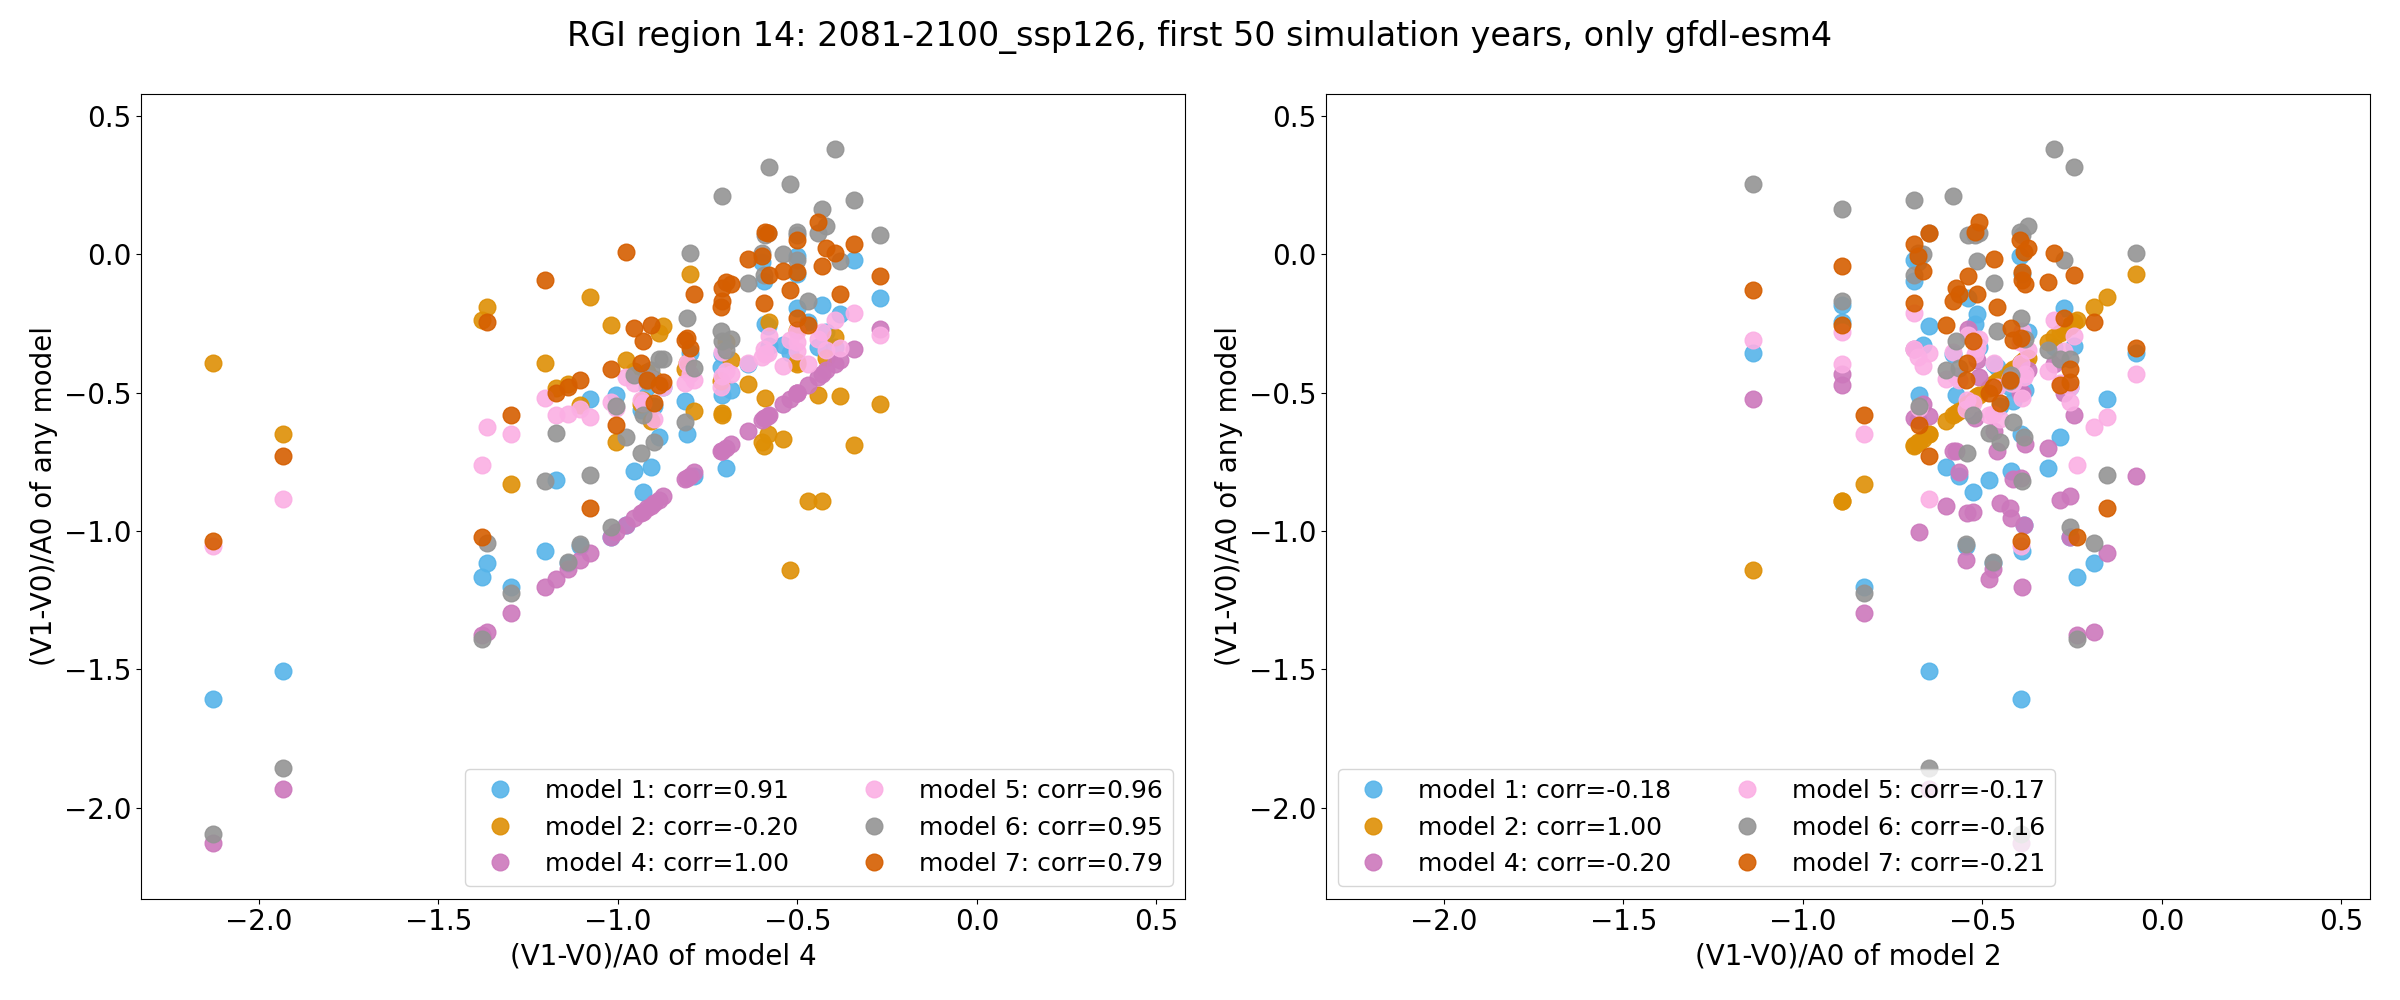 RGI region 14: 2081-2100_ssp126, first 50 simulation years, only gfdl-esm4
(V1-V0)/A0 of any model
0.5
0.0
−0.5
−1.0
−1.5
−2.0
model 1: corr=0.91
model 2: corr=-0.20
model 4: corr=1.00
model 5: corr=0.96
model 6: corr=0.95
model 7: corr=0.79
−2.0 −1.5 −1.0 −0.5 0.0 0.5
(V1-V0)/A0 of model 4
(V1-V0)/A0 of any model
0.5
0.0
−0.5
−1.0
−1.5
−2.0
model 1: corr=-0.18
model 2: corr=1.00
model 4: corr=-0.20
model 5: corr=-0.17
model 6: corr=-0.16
model 7: corr=-0.21
−2.0 −1.5 −1.0 −0.5 0.0 0.5
(V1-V0)/A0 of model 2